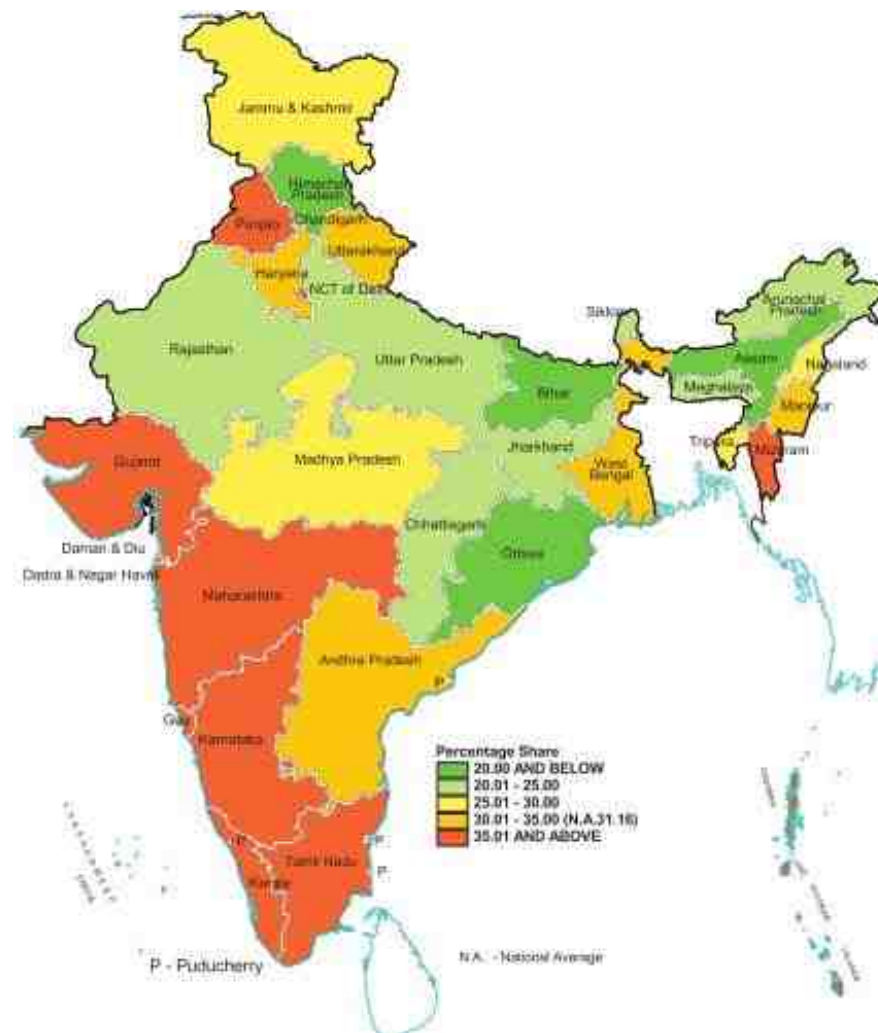 Jammu & Kashmir
Himachal
Pradesh
Punjab
Chandigarh
Uttarakhand
Haryana
NCT of Delhi
Rajasthan
Uttar Pradesh
Sikkim
Arunachal
Pradesh
Assam
Nagaland
Meghalaya
Manipur
Bihar
Tripura
Mizoram
Gujarat
Madhya Pradesh
Jharkhand
West
Bengal
Chhattisgarh
Orissa
Daman & Diu
Dadra & Nagar Haveli
Maharashtra
Andhra Pradesh
P
Goa
Karnataka
Percentage Share
20.00 AND BELOW
20.01 - 25.00
25.01 - 30.00
30.01 - 35.00 (N.A.31.16)
35.01 AND ABOVE
P
P
Tamil Nadu
P
Kerala
P - Puducherry
N.A. - National Average